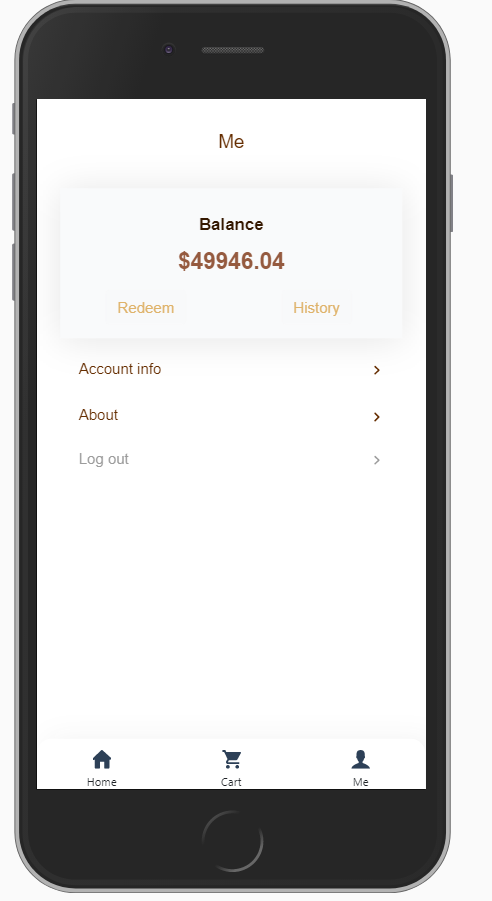 Me
Balance
$49946.04
Redeem History
Account info
About
Log out
Home Cart Me